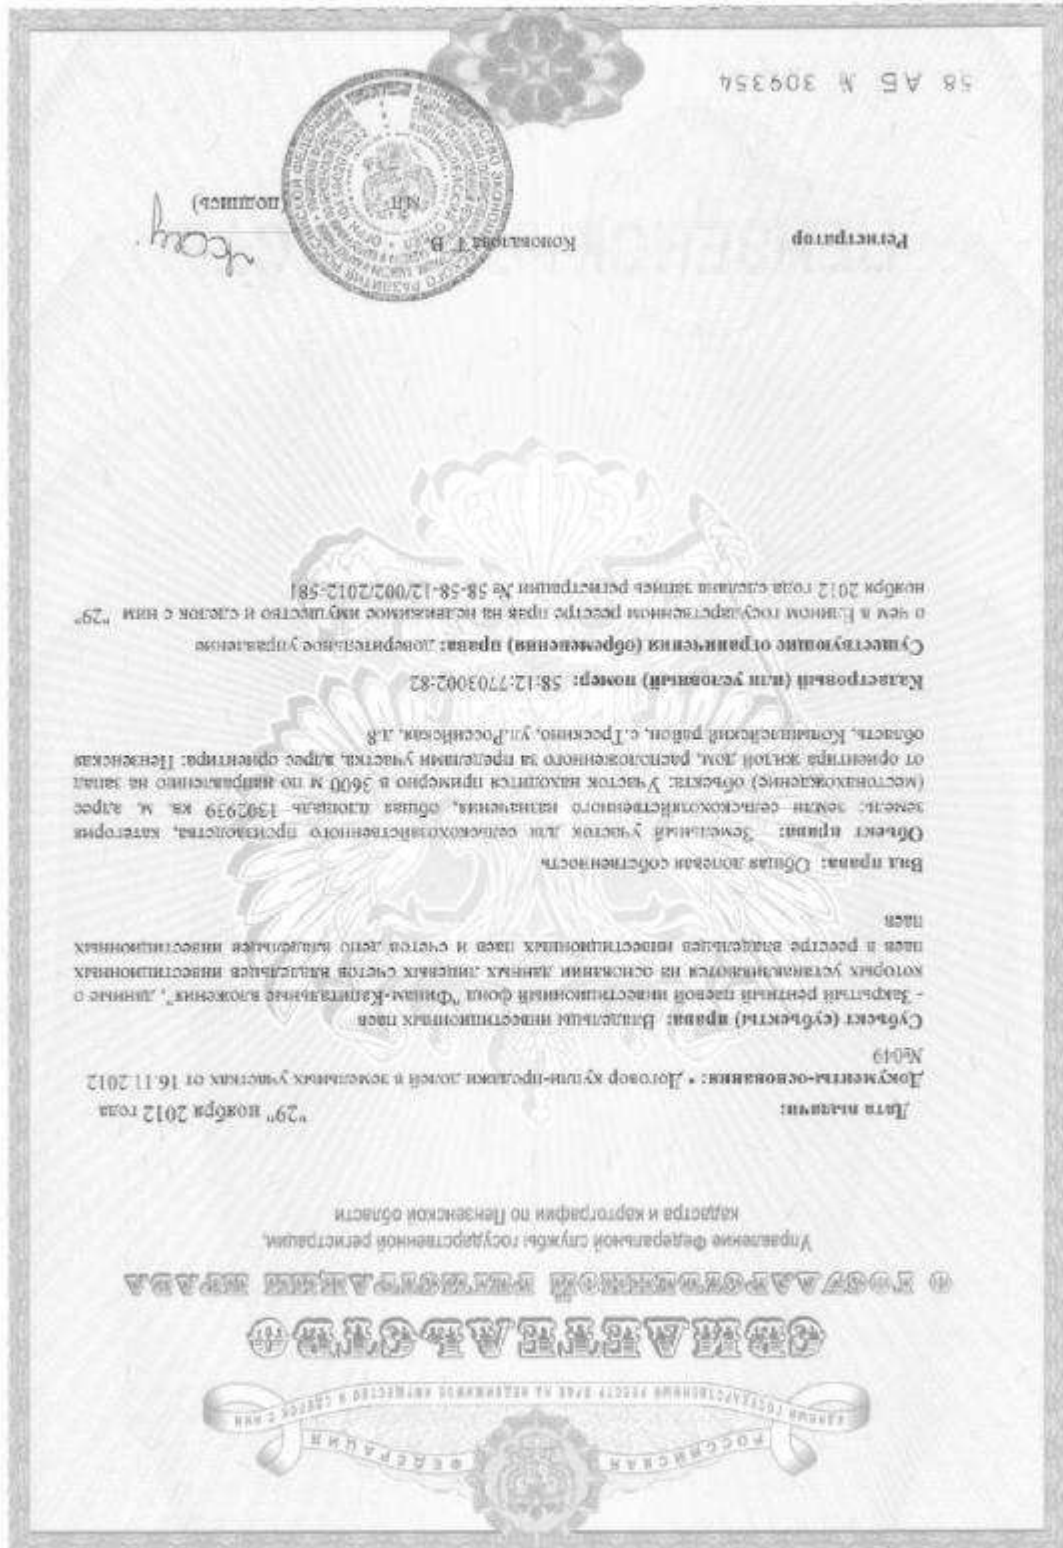 РОССИЙСКАЯ ФЕДЕРАЦИЯ
ЕДИНЫЙ ГОСУДАРСТВЕННЫЙ РЕЕСТР ПРАВ НА НЕДВИЖИМОЕ ИМУЩЕСТВО И СДЕЛОК С НИМ
СВИДЕТЕЛЬСТВО
О ГОСУДАРСТВЕННОЙ РЕГИСТРАЦИИ ПРАВА
Управление Федеральной службы государственной регистрации,
кадастра и картографии по Пензенской области
Дата выдачи: "29" ноября 2012 года
Документы-основания: • Договор купли-продажи долей в земельных участках от 16.11.2012
№049
Субъект (субъекты) права: Владельцы инвестиционных паев
- Закрытый рентный паевой инвестиционный фонд "Финам-Капитальные вложения", данные о
которых устанавливаются на основании данных лицевых счетов владельцев инвестиционных
паев в реестре владельцев инвестиционных паев и счетов депо владельцев инвестиционных
паев
Вид права: Общая долевая собственность
Объект права: Земельный участок для сельскохозяйственного производства, категория
земель: земли сельскохозяйственного назначения, общая площадь 1302939 кв. м, адрес
(местонахождение) объекта: Участок находится примерно в 3600 м по направлению на запад
от ориентира жилой дом, расположенного за пределами участка, адрес ориентира: Пензенская
область, Колышлейский район, с.Трескино, ул.Российская, д.8
Кадастровый (или условный) номер: 58:12:7703002:82
Существующие ограничения (обременения) права: доверительное управление
о чем в Едином государственном реестре прав на недвижимое имущество и сделок с ним "29"
ноября 2012 года сделана запись регистрации № 58-58-12/002/2012-581
Регистратор Коновалова Т. В.
М.П. (подпись)
58 АБ № 309354